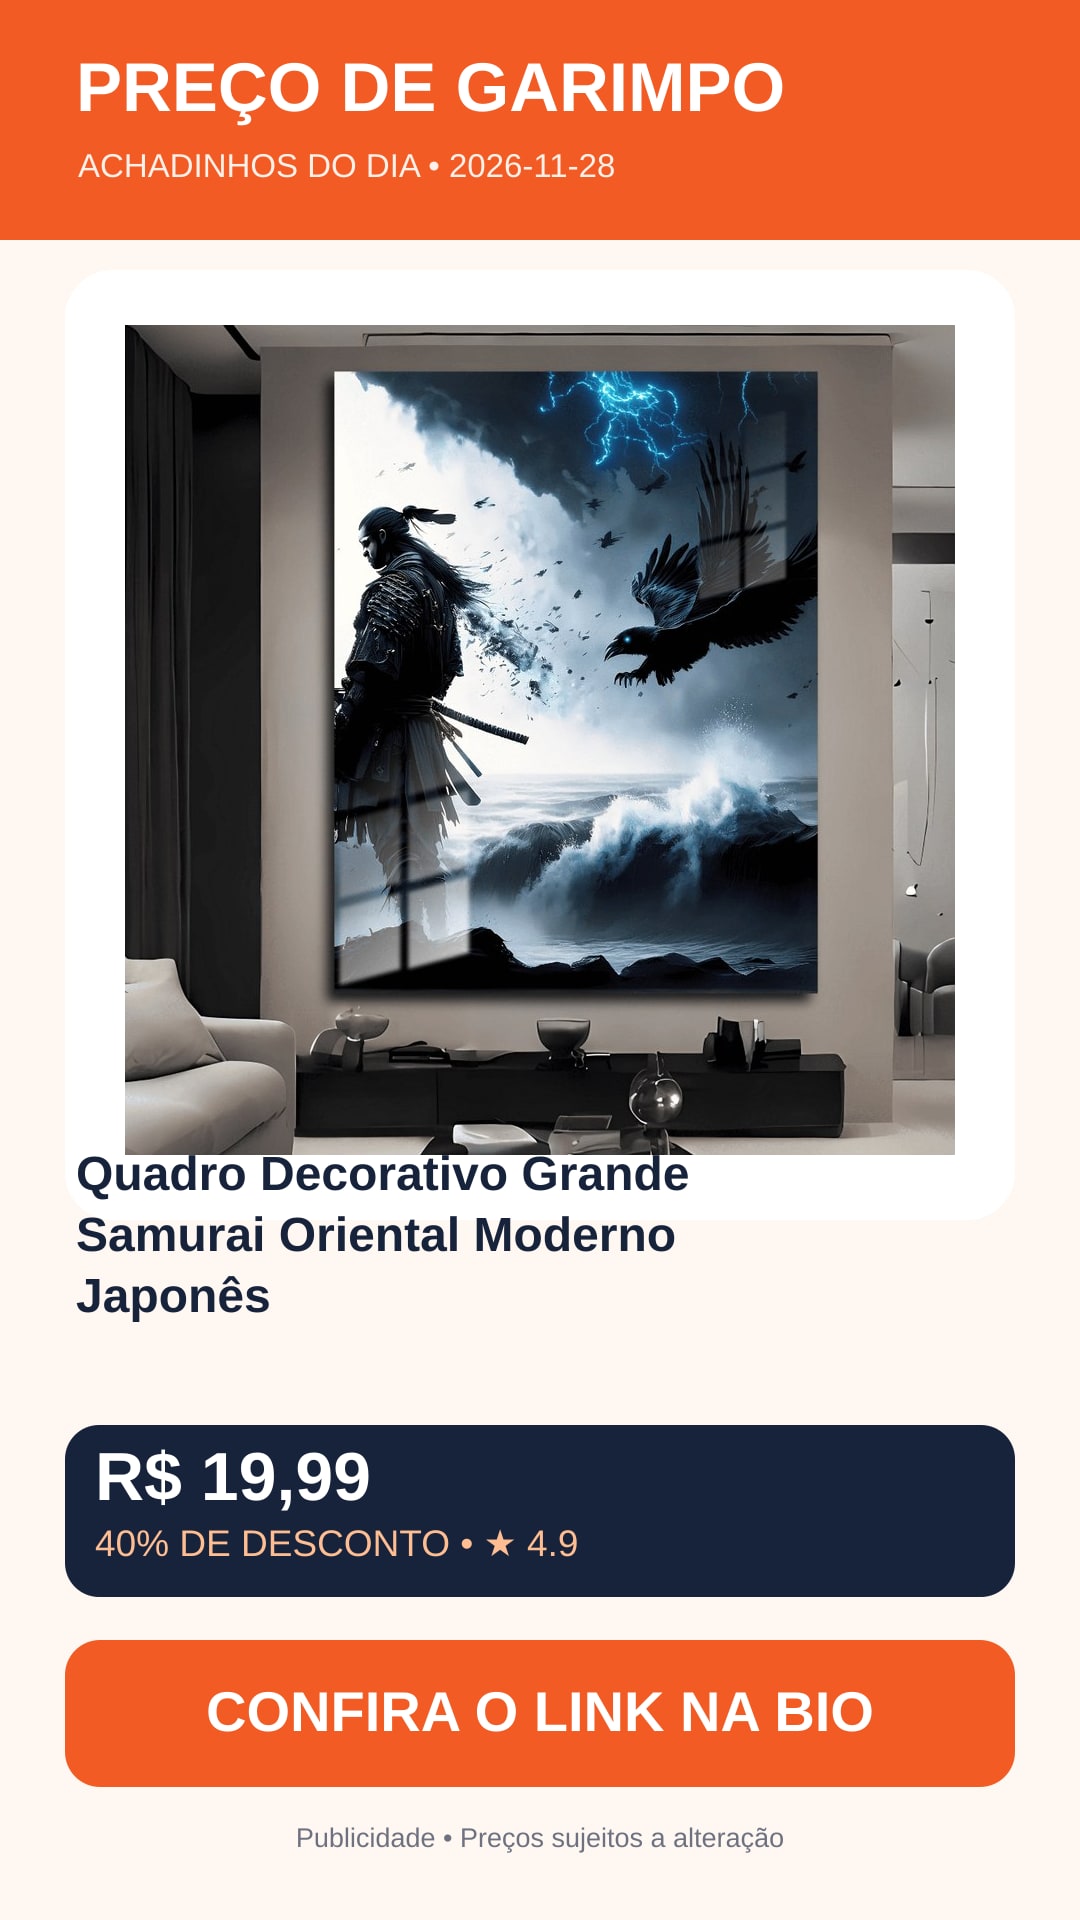 PREÇO DE GARIMPO
ACHADINHOS DO DIA • 2026-11-28
Quadro Decorativo Grande
Samurai Oriental Moderno
Japonês
R$ 19,99
40% DE DESCONTO • ★ 4.9
CONFIRA O LINK NA BIO
Publicidade • Preços sujeitos a alteração